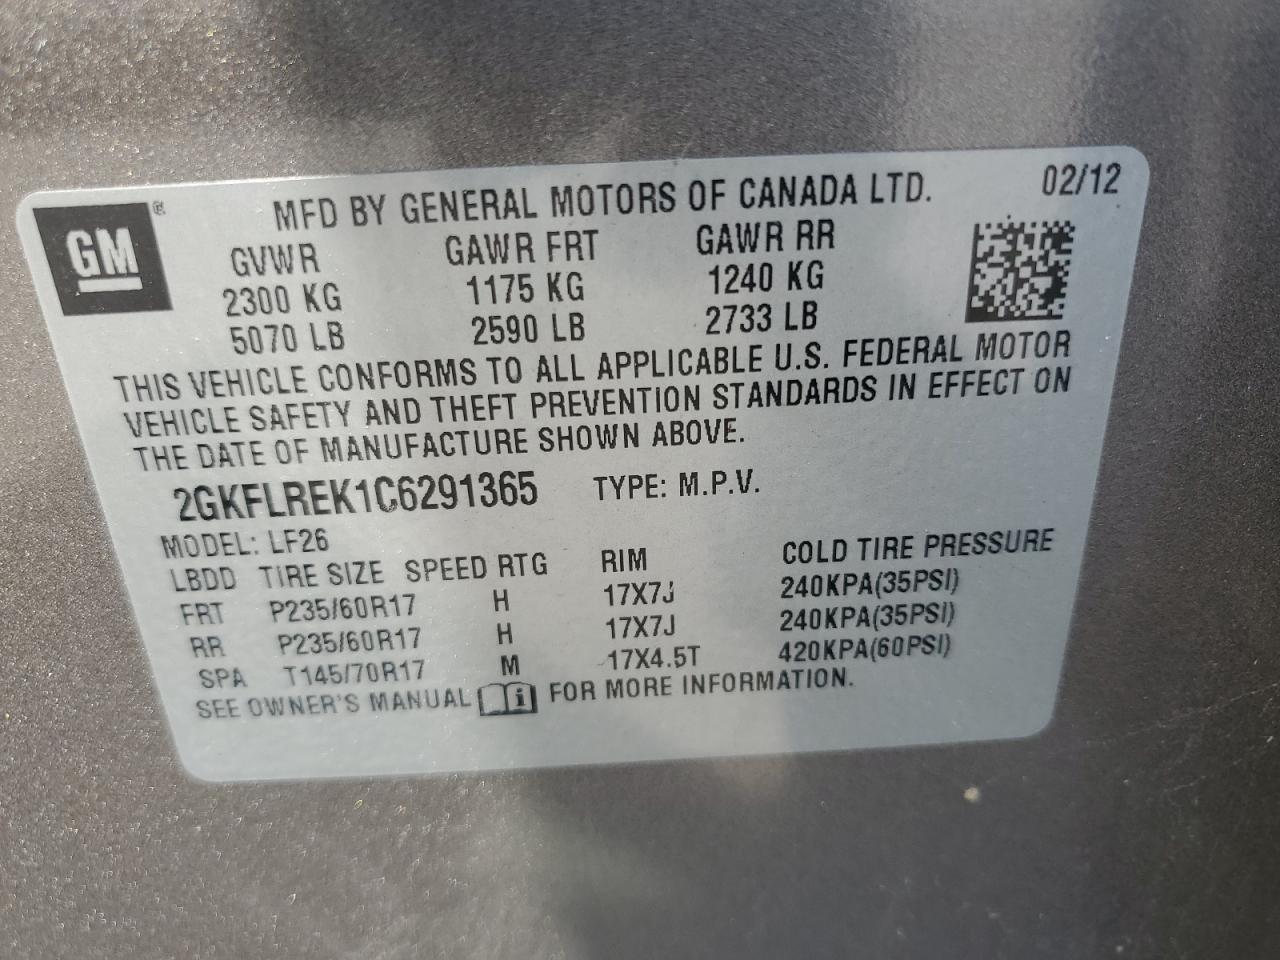 GM ®
MFD BY GENERAL MOTORS OF CANADA LTD. 02/12
GVWR GAWR FRT GAWR RR
2300 KG 1175 KG 1240 KG
5070 LB 2590 LB 2733 LB
THIS VEHICLE CONFORMS TO ALL APPLICABLE U.S. FEDERAL MOTOR
VEHICLE SAFETY AND THEFT PREVENTION STANDARDS IN EFFECT ON
THE DATE OF MANUFACTURE SHOWN ABOVE.
2GKFLREK1C6291365 TYPE: M.P.V.
MODEL: LF26
LBDD TIRE SIZE SPEED RTG RIM COLD TIRE PRESSURE
FRT P235/60R17 H 17X7J 240KPA(35PSI)
RR P235/60R17 H 17X7J 240KPA(35PSI)
SPA T145/70R17 M 17X4.5T 420KPA(60PSI)
SEE OWNER'S MANUAL i FOR MORE INFORMATION.